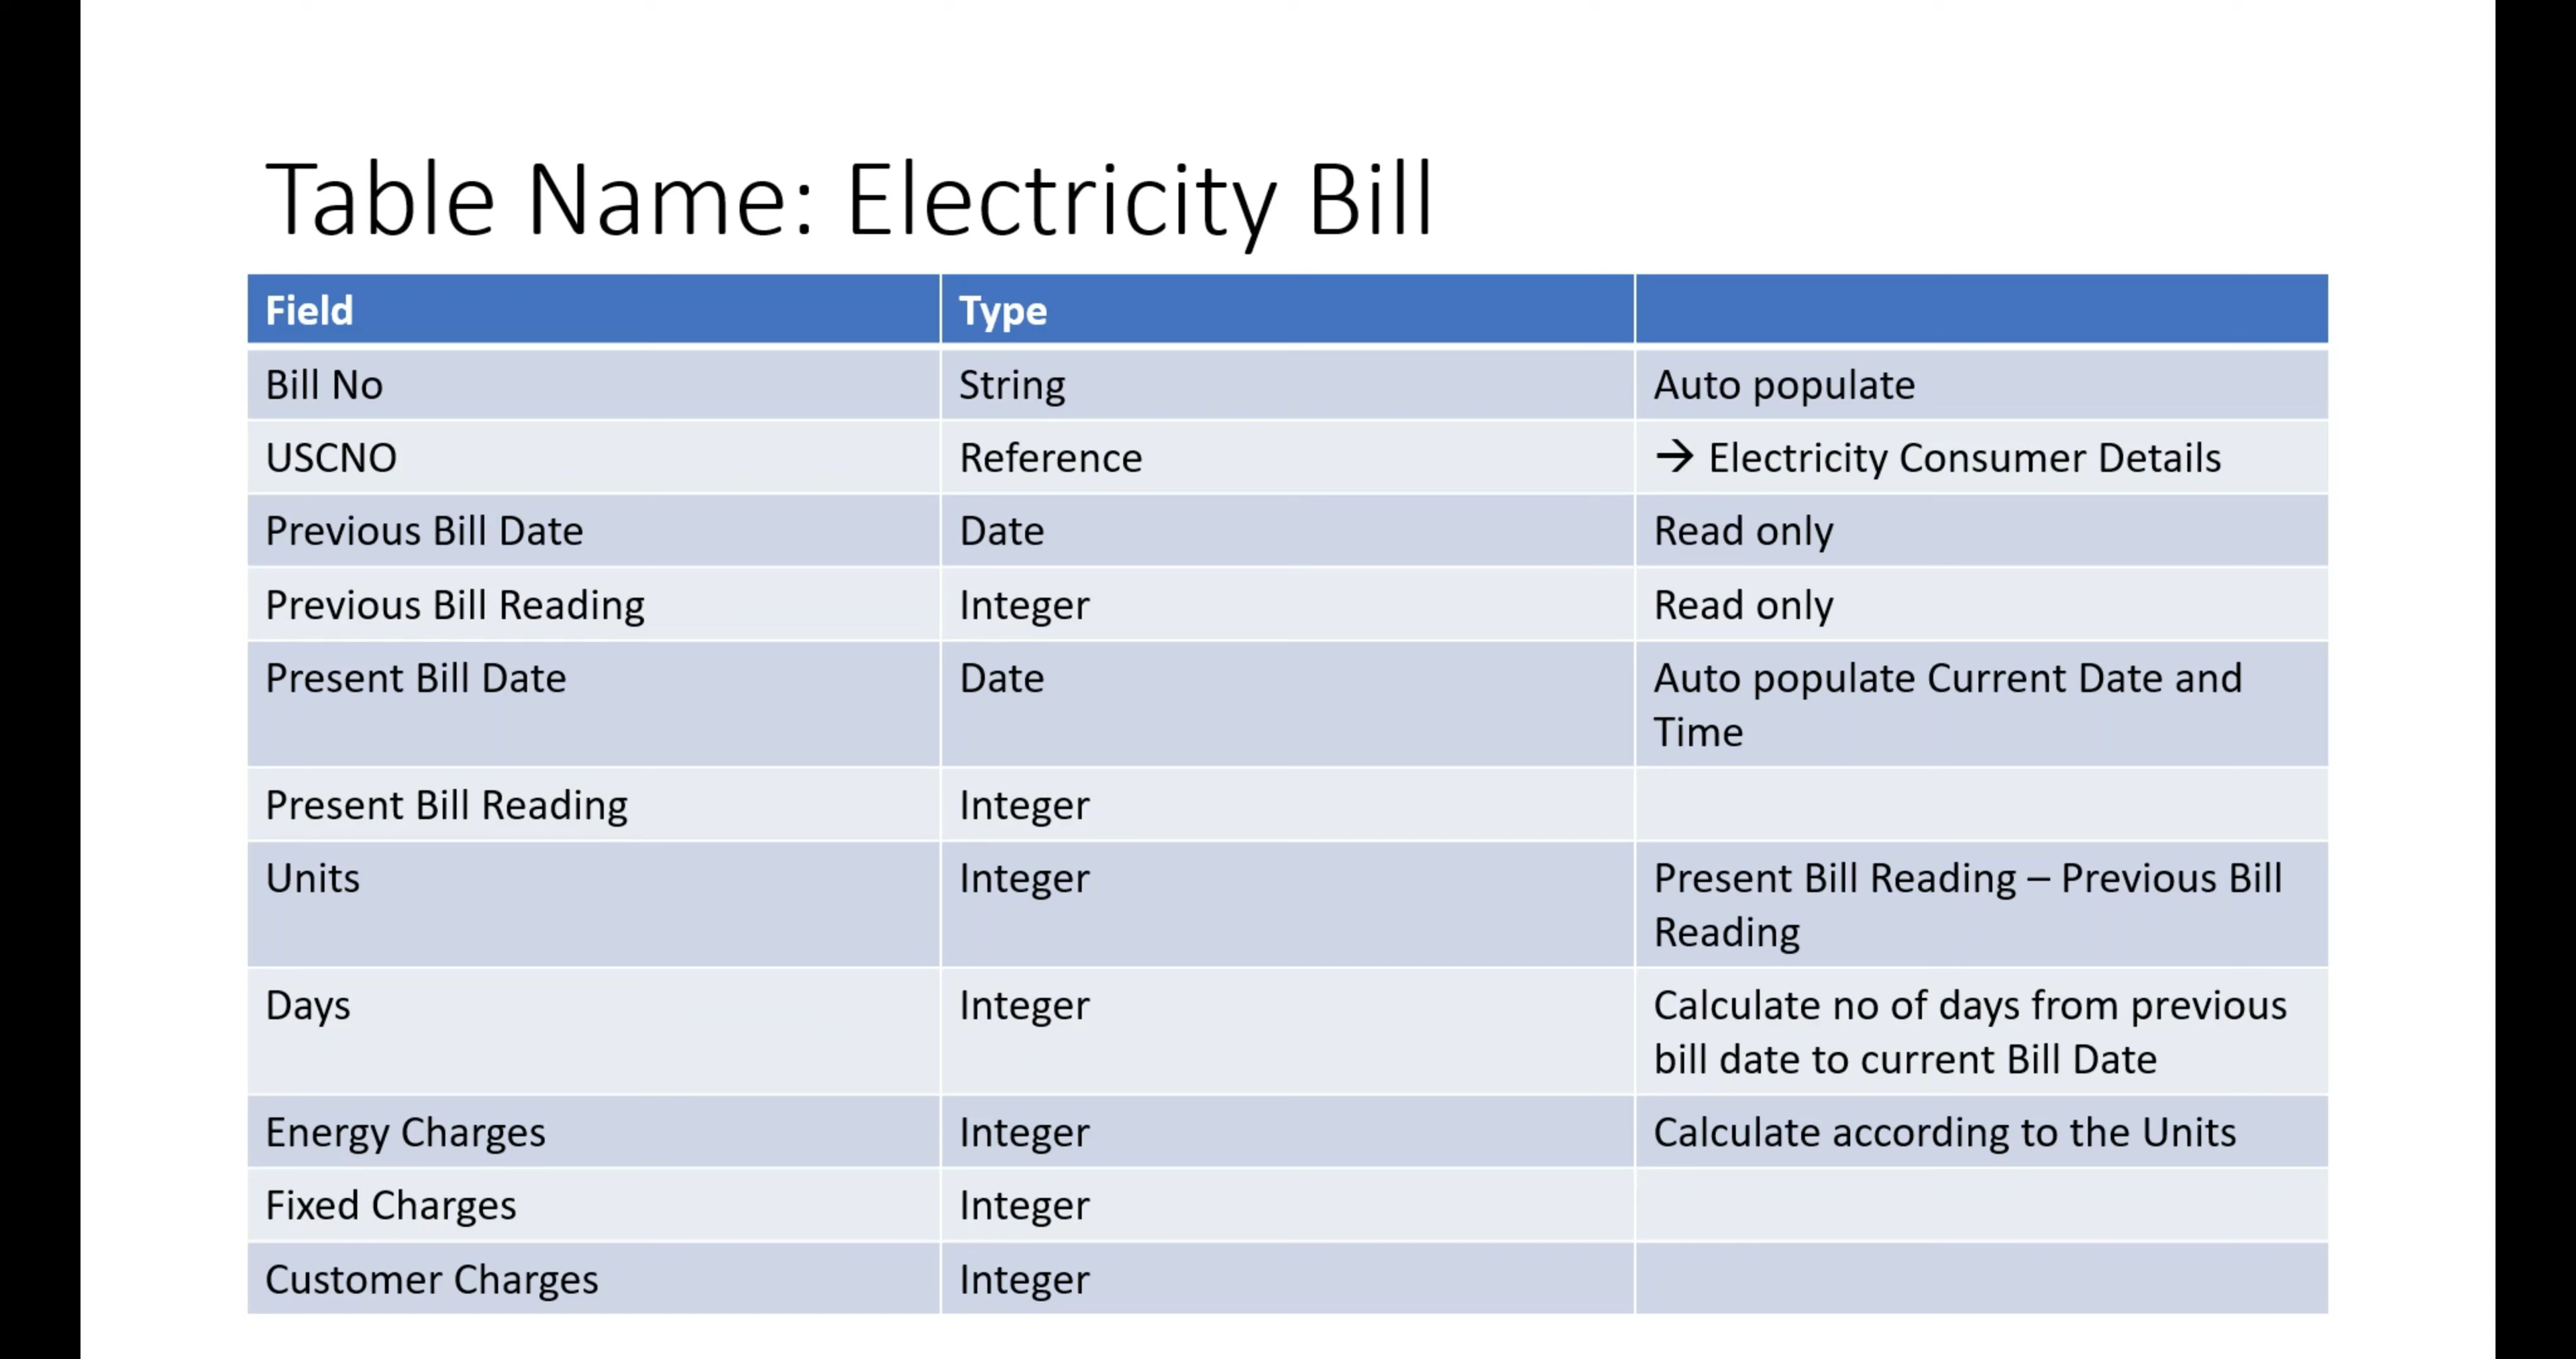 Table Name: Electricity Bill
Field Type
Bill No String Auto populate
USCNO Reference → Electricity Consumer Details
Previous Bill Date Date Read only
Previous Bill Reading Integer Read only
Present Bill Date Date Auto populate Current Date and
Time
Present Bill Reading Integer
Units Integer Present Bill Reading – Previous Bill
Reading
Days Integer Calculate no of days from previous
bill date to current Bill Date
Energy Charges Integer Calculate according to the Units
Fixed Charges Integer
Customer Charges Integer